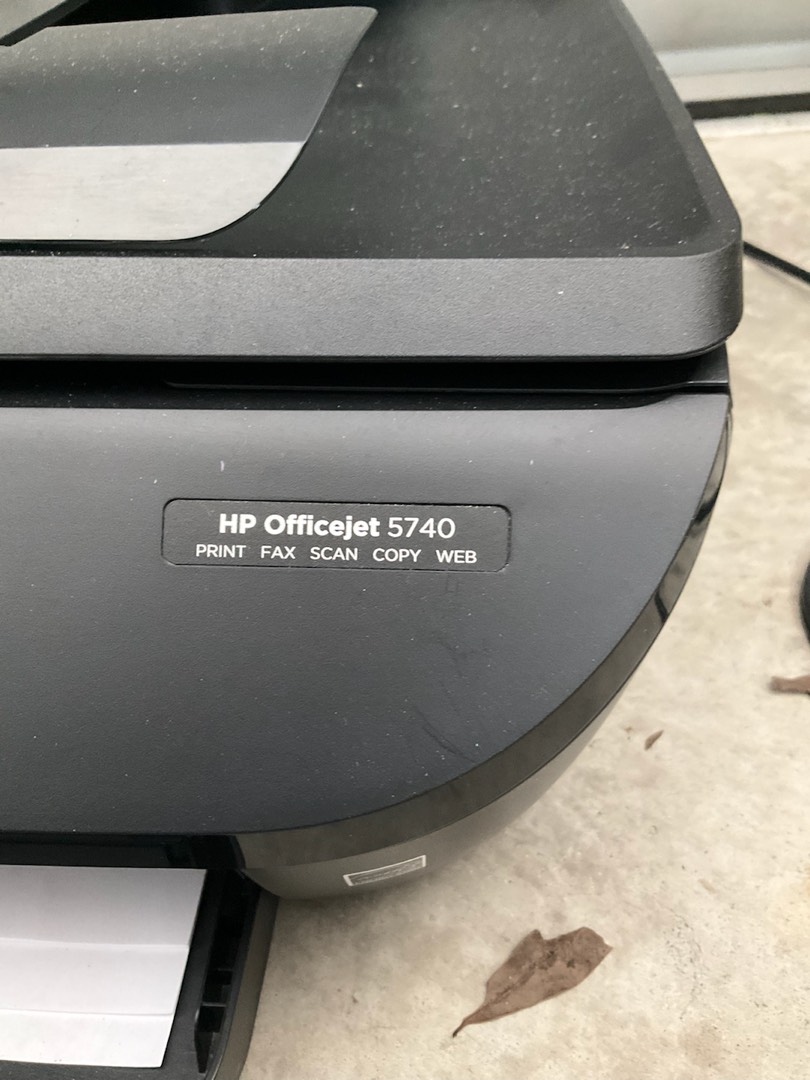 HP Officejet 5740
PRINT FAX SCAN COPY WEB